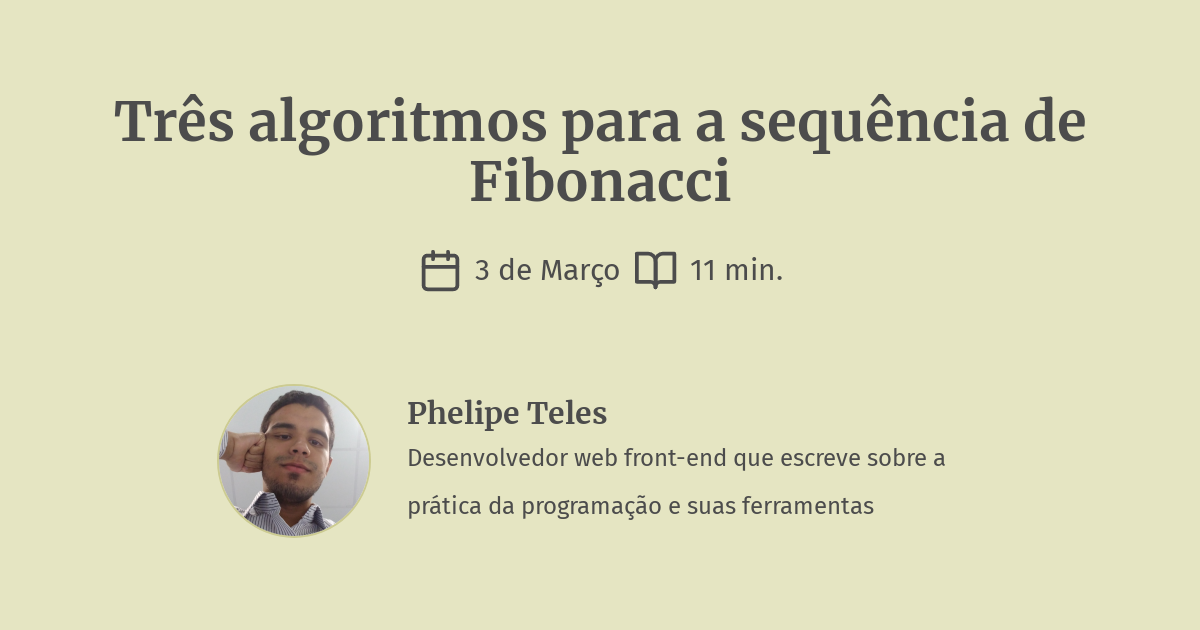 Três algoritmos para a sequência de
Fibonacci
3 de Março 11 min.
Phelipe Teles
Desenvolvedor web front-end que escreve sobre a
prática da programação e suas ferramentas